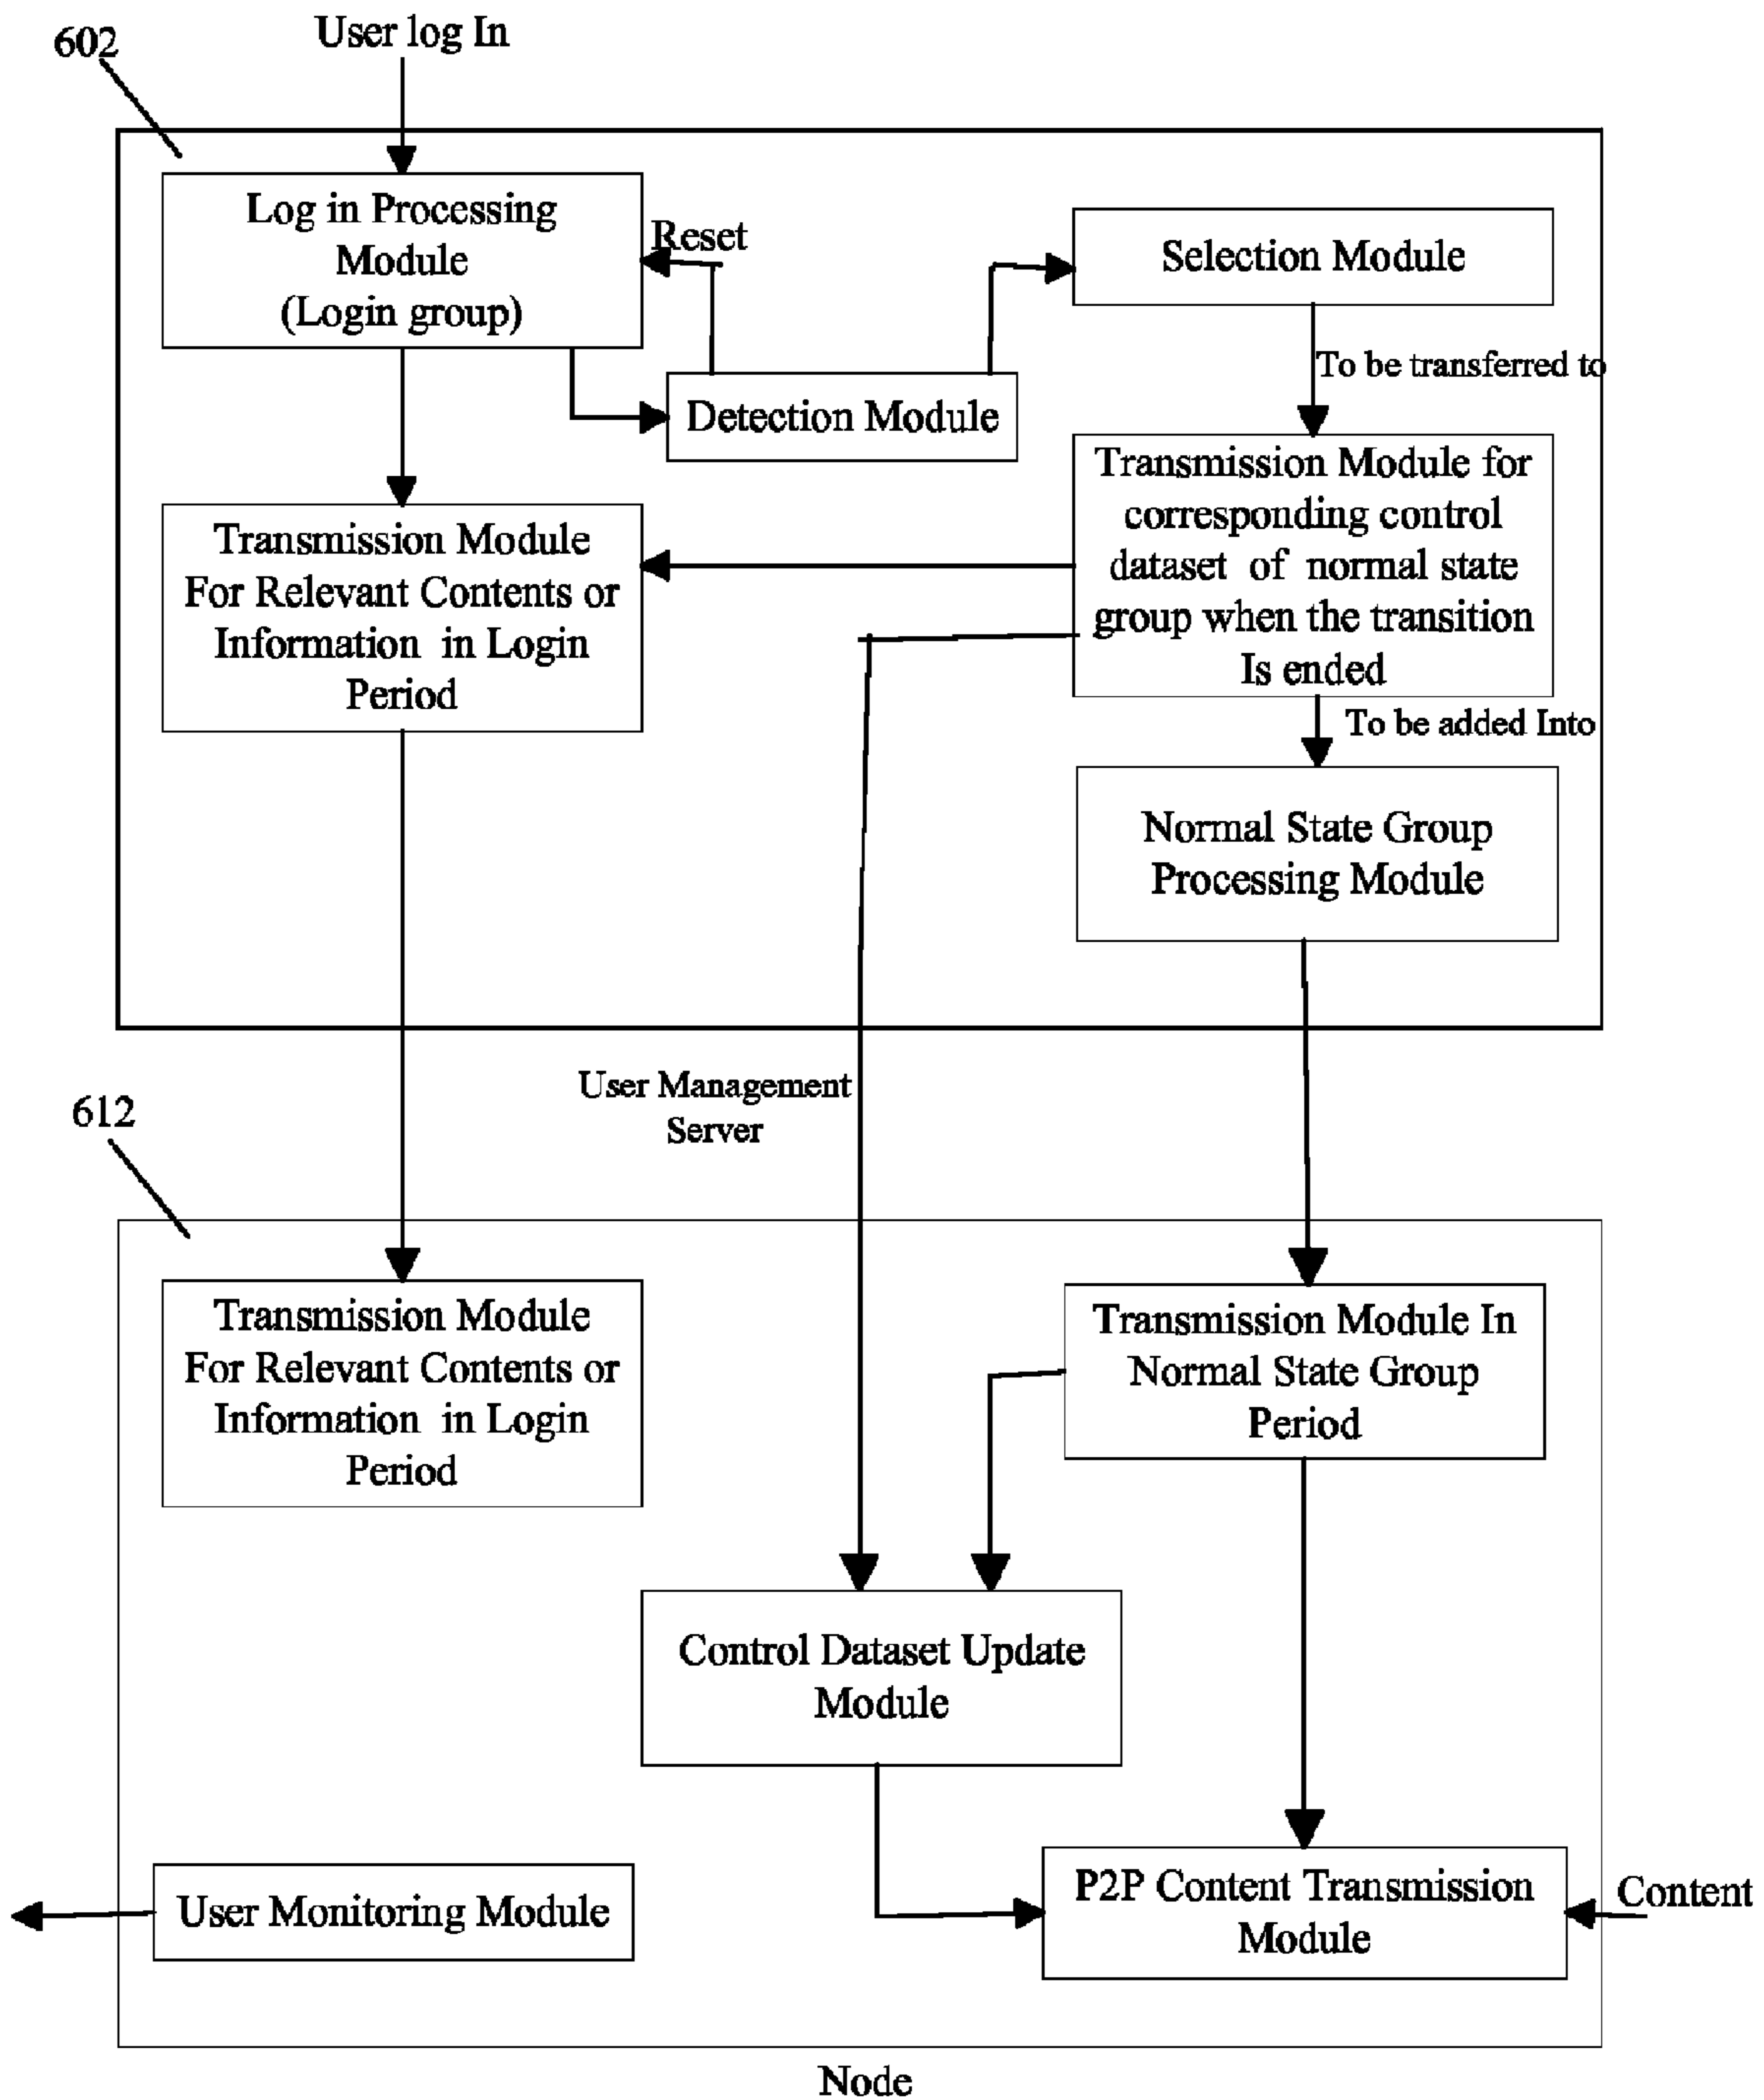 User log In
602
Log in Processing
Module
(Login group)
Reset
Selection Module
Detection Module
To be transferred to
Transmission Module for
corresponding control
dataset of normal state
group when the transition
Is ended
Transmission Module
For Relevant Contents or
Information in Login
Period
To be added Into
Normal State Group
Processing Module
User Management
Server
612
Transmission Module
For Relevant Contents or
Information in Login
Period
Transmission Module In
Normal State Group
Period
Control Dataset Update
Module
User Monitoring Module
P2P Content Transmission
Module
Content
Node